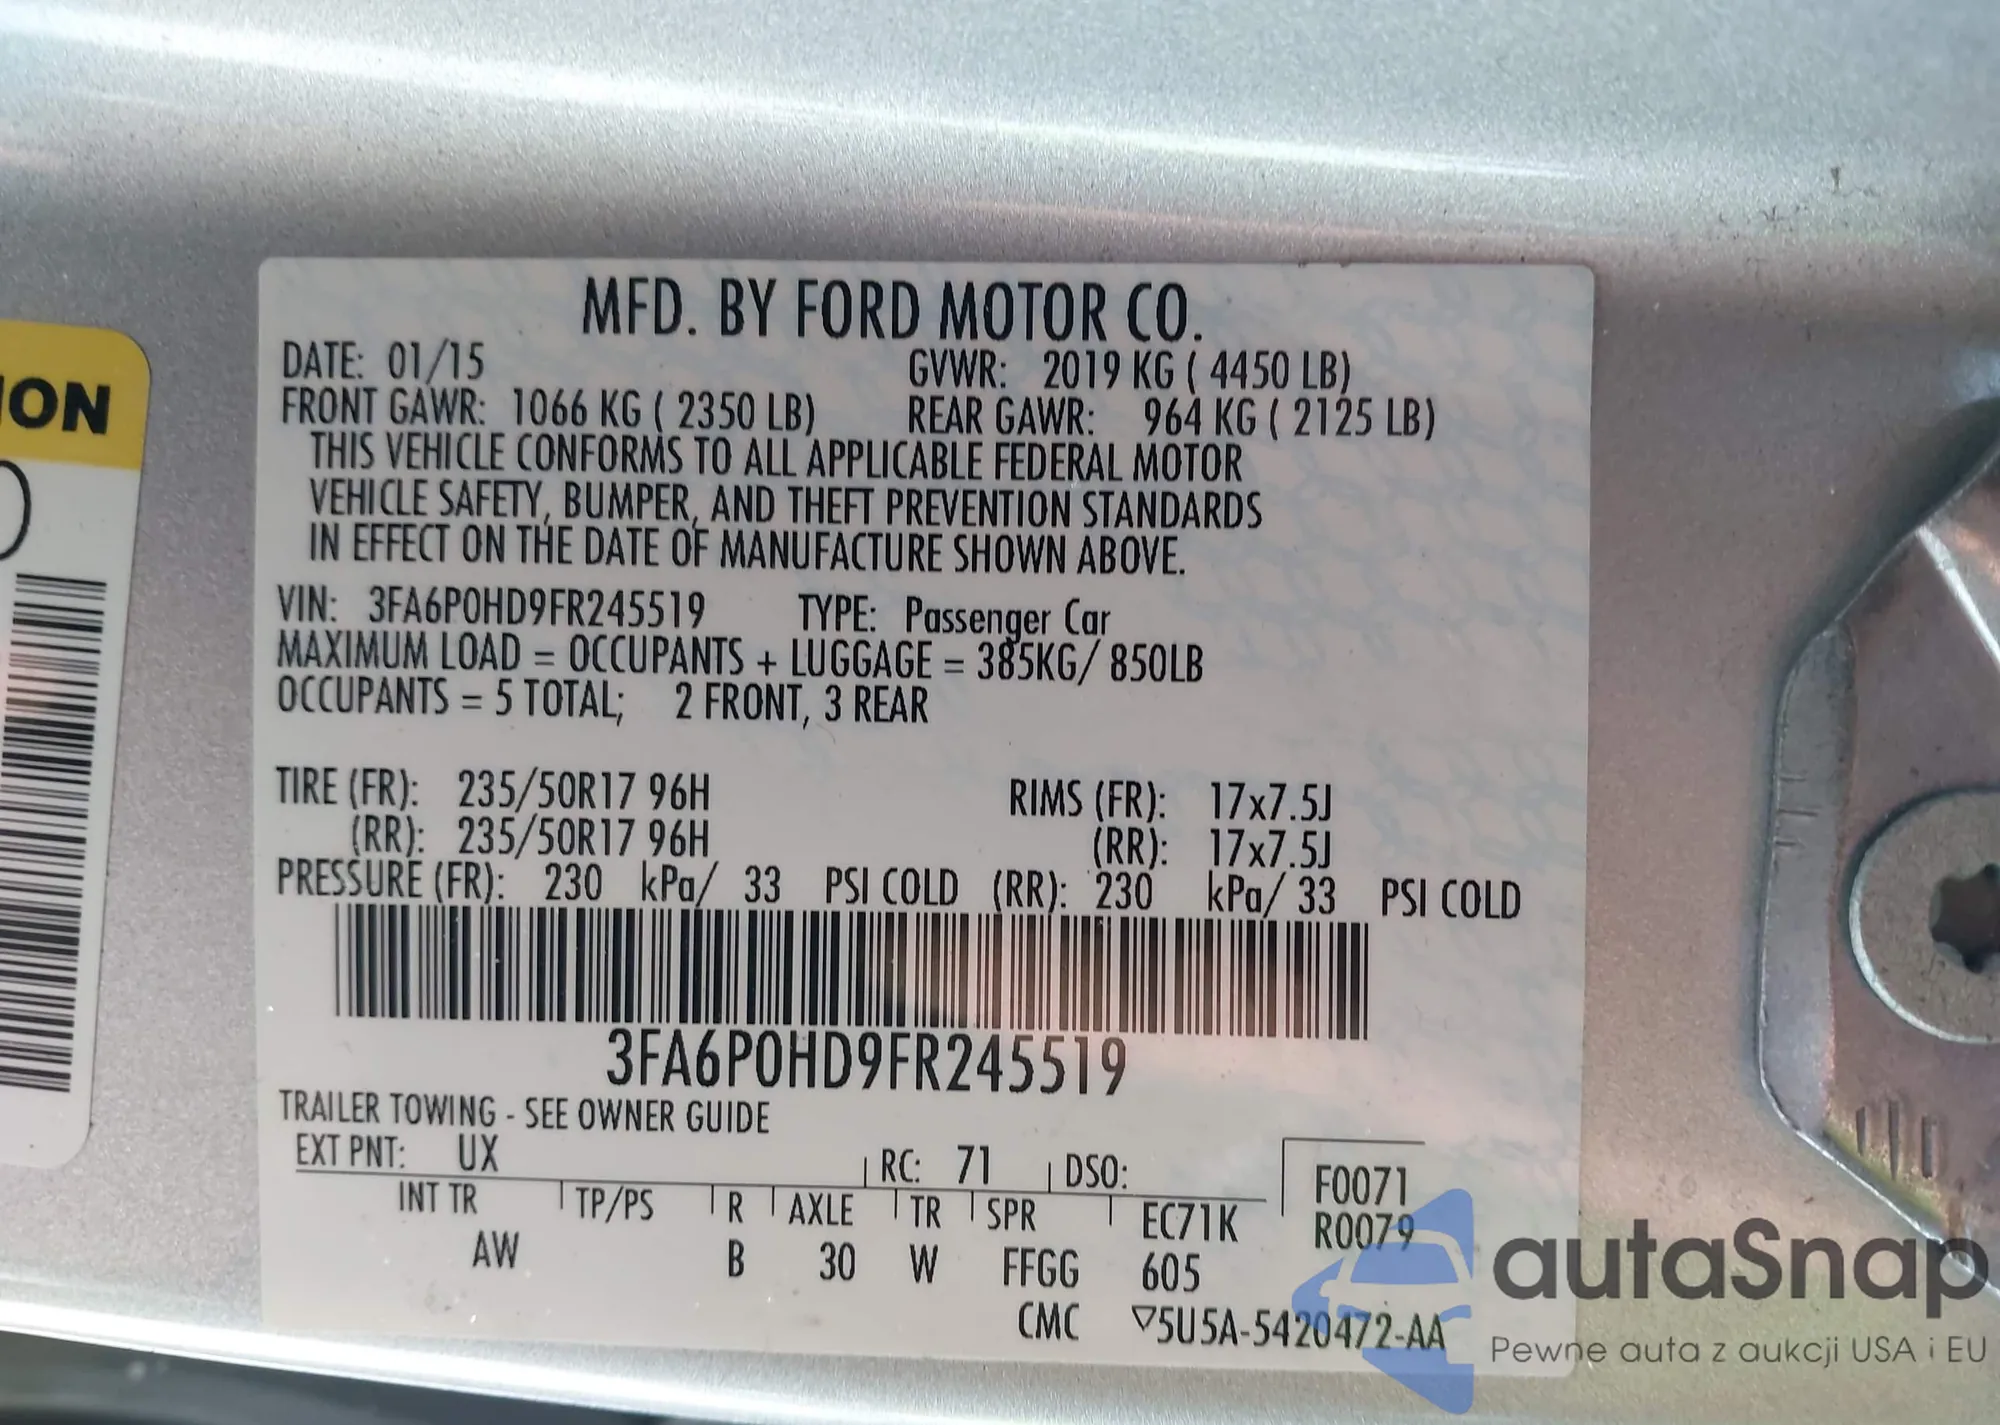 MFD. BY FORD MOTOR CO.
DATE: 01/15 GVWR: 2019 KG ( 4450 LB)
FRONT GAWR: 1066 KG ( 2350 LB) REAR GAWR: 964 KG ( 2125 LB)
THIS VEHICLE CONFORMS TO ALL APPLICABLE FEDERAL MOTOR
VEHICLE SAFETY, BUMPER, AND THEFT PREVENTION STANDARDS
IN EFFECT ON THE DATE OF MANUFACTURE SHOWN ABOVE.
VIN: 3FA6P0HD9FR245519 TYPE: Passenger Car
MAXIMUM LOAD = OCCUPANTS + LUGGAGE = 385KG/ 850LB
OCCUPANTS = 5 TOTAL; 2 FRONT, 3 REAR
TIRE (FR): 235/50R17 96H RIMS (FR): 17x7.5J
(RR): 235/50R17 96H (RR): 17x7.5J
PRESSURE (FR): 230 kPa/ 33 PSI COLD (RR): 230 kPa/ 33 PSI COLD
3FA6P0HD9FR245519
TRAILER TOWING - SEE OWNER GUIDE
EXT PNT: UX RC: 71 DSO: F0071
INT TR TP/PS R AXLE TR SPR EC71K R0079
AW B 30 W FFGG 605
CMC ▽5U5A-5420472-AA
autaSnap
Pewne auta z aukcji USA i EU